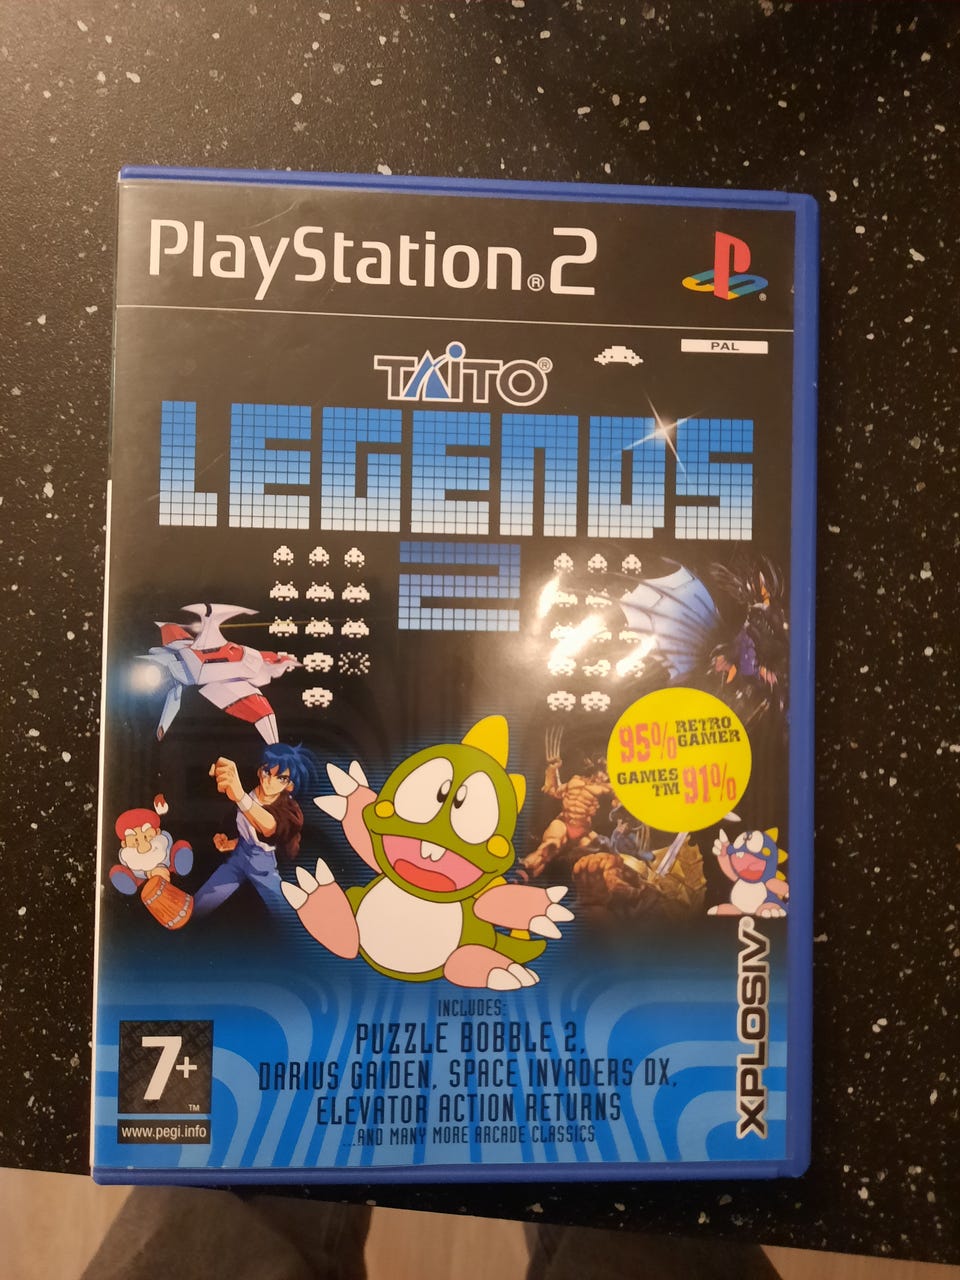 PlayStation®2
PAL
TAITO®
LEGENDS
2
95% RETRO GAMER
GAMES TM 91%
XPLOSIV®
INCLUDES:
PUZZLE BOBBLE 2,
DARIUS GAIDEN, SPACE INVADERS DX,
ELEVATOR ACTION RETURNS
...AND MANY MORE ARCADE CLASSICS
7+
TM
www.pegi.info